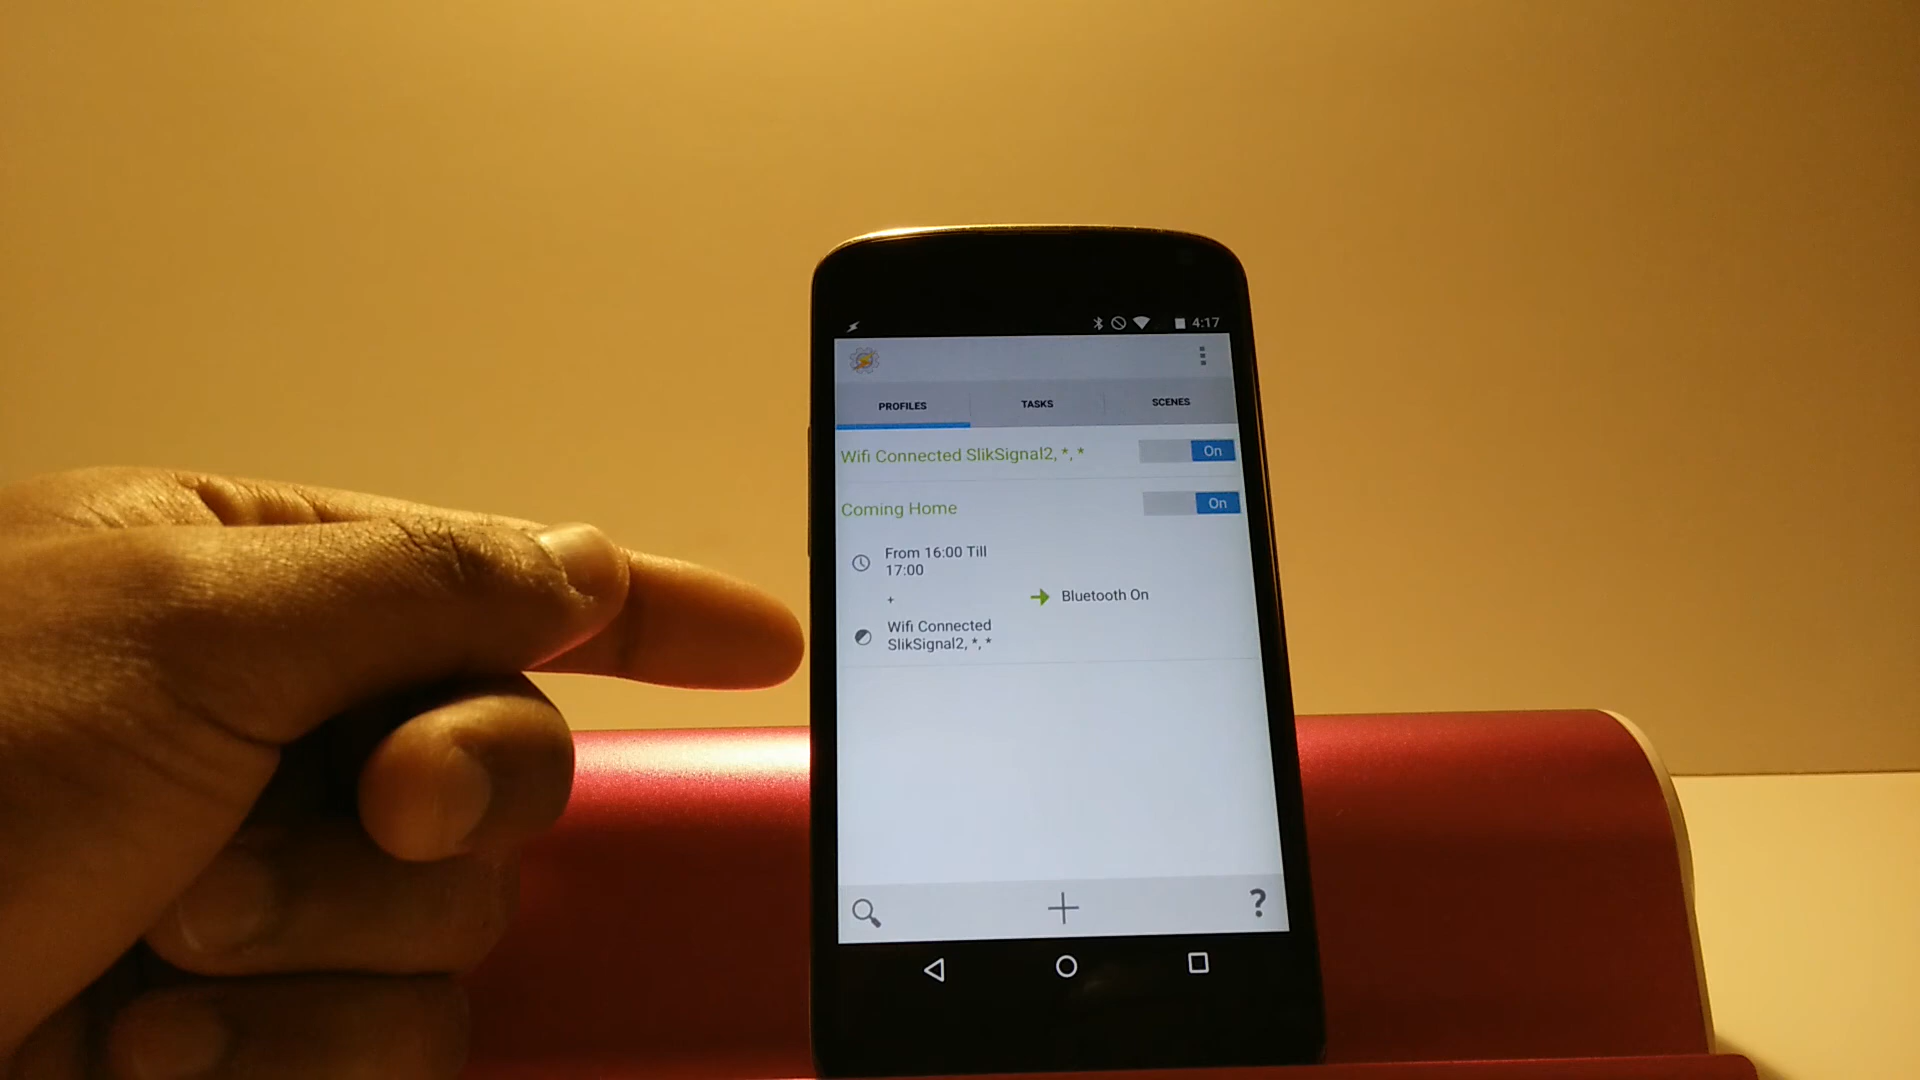 4:17
PROFILES TASKS SCENES
Wifi Connected SlikSignal2, *, * On
Coming Home On
From 16:00 Till
17:00
+
Bluetooth On
Wifi Connected
SlikSignal2, *, *
?